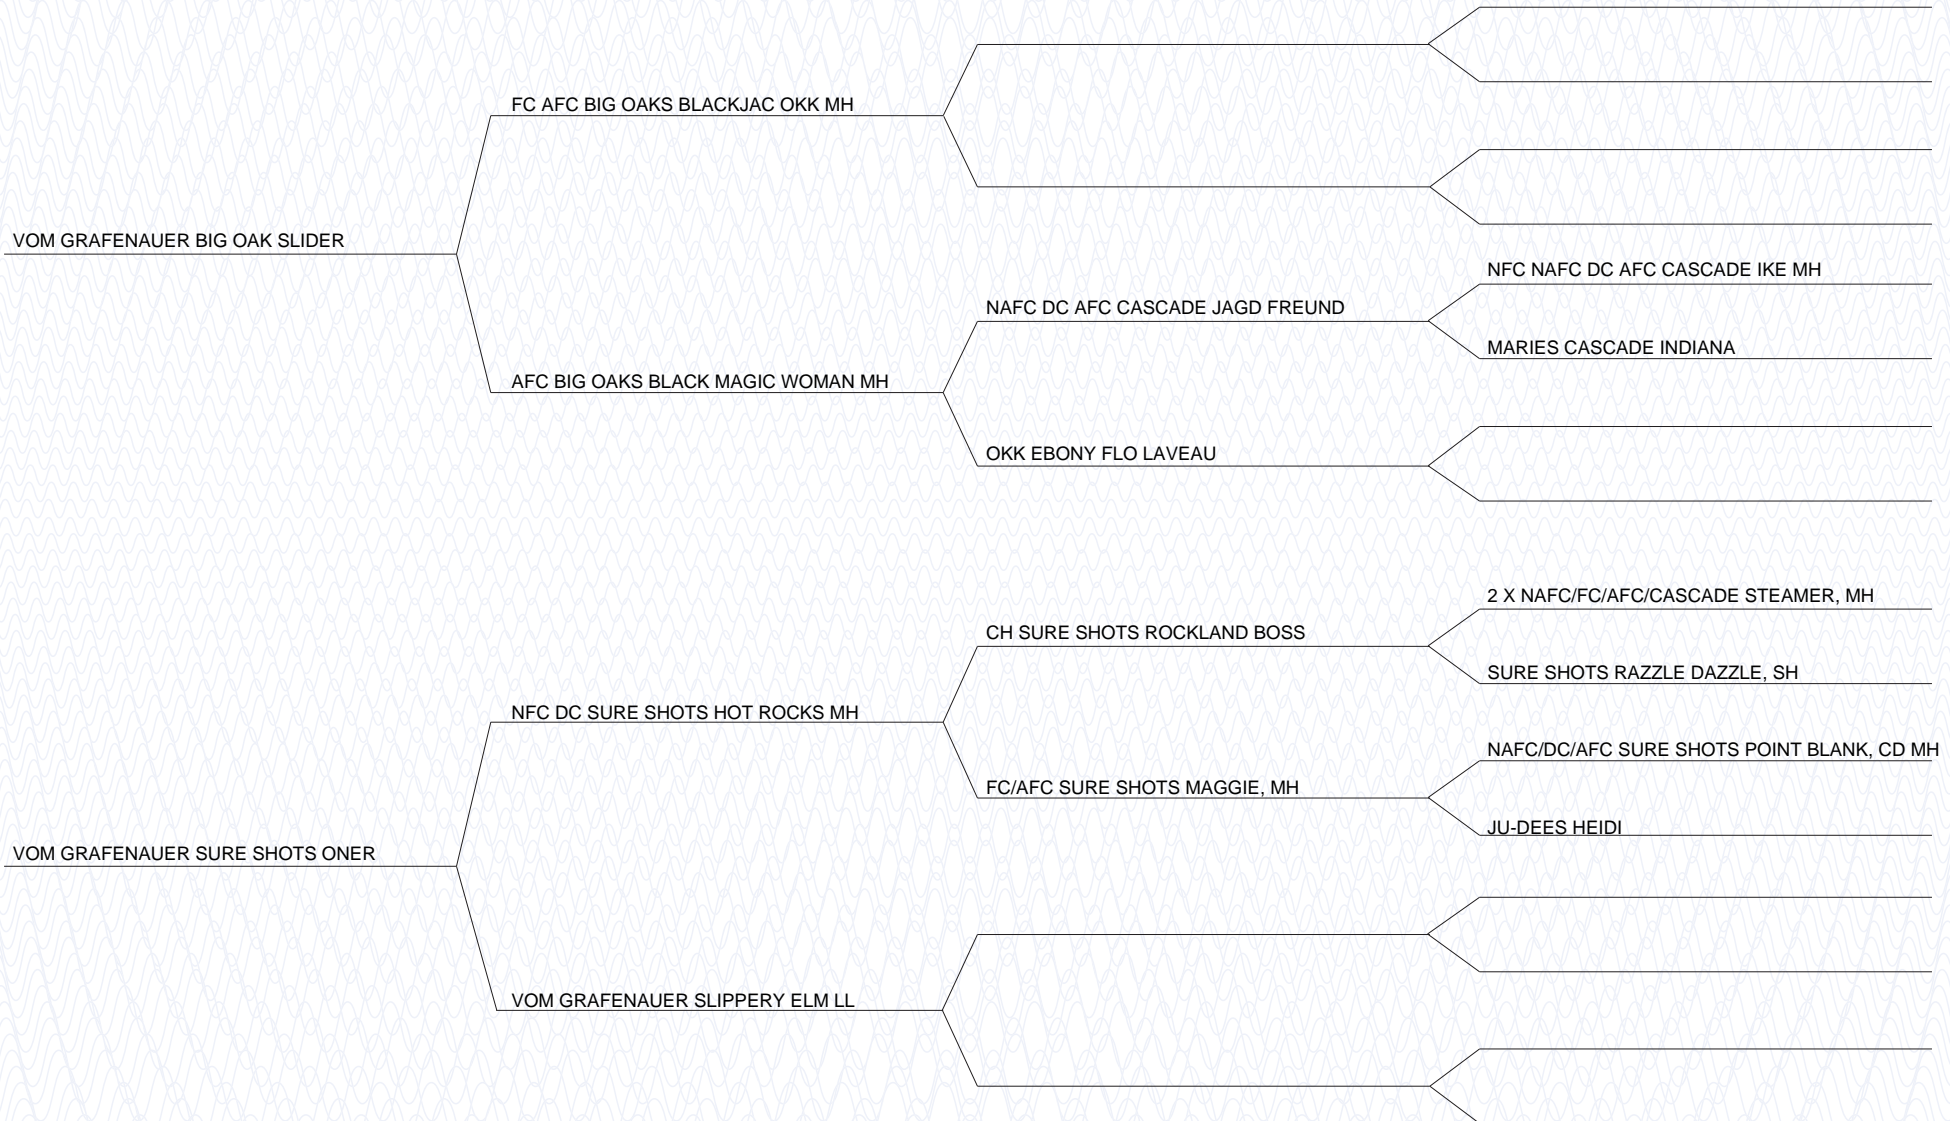 FC AFC BIG OAKS BLACKJAC OKK MH
VOM GRAFENAUER BIG OAK SLIDER
NFC NAFC DC AFC CASCADE IKE MH
NAFC DC AFC CASCADE JAGD FREUND
MARIES CASCADE INDIANA
AFC BIG OAKS BLACK MAGIC WOMAN MH
OKK EBONY FLO LAVEAU
2 X NAFC/FC/AFC/CASCADE STEAMER, MH
CH SURE SHOTS ROCKLAND BOSS
SURE SHOTS RAZZLE DAZZLE, SH
NFC DC SURE SHOTS HOT ROCKS MH
NAFC/DC/AFC SURE SHOTS POINT BLANK, CD MH
FC/AFC SURE SHOTS MAGGIE, MH
JU-DEES HEIDI
VOM GRAFENAUER SURE SHOTS ONER
VOM GRAFENAUER SLIPPERY ELM LL